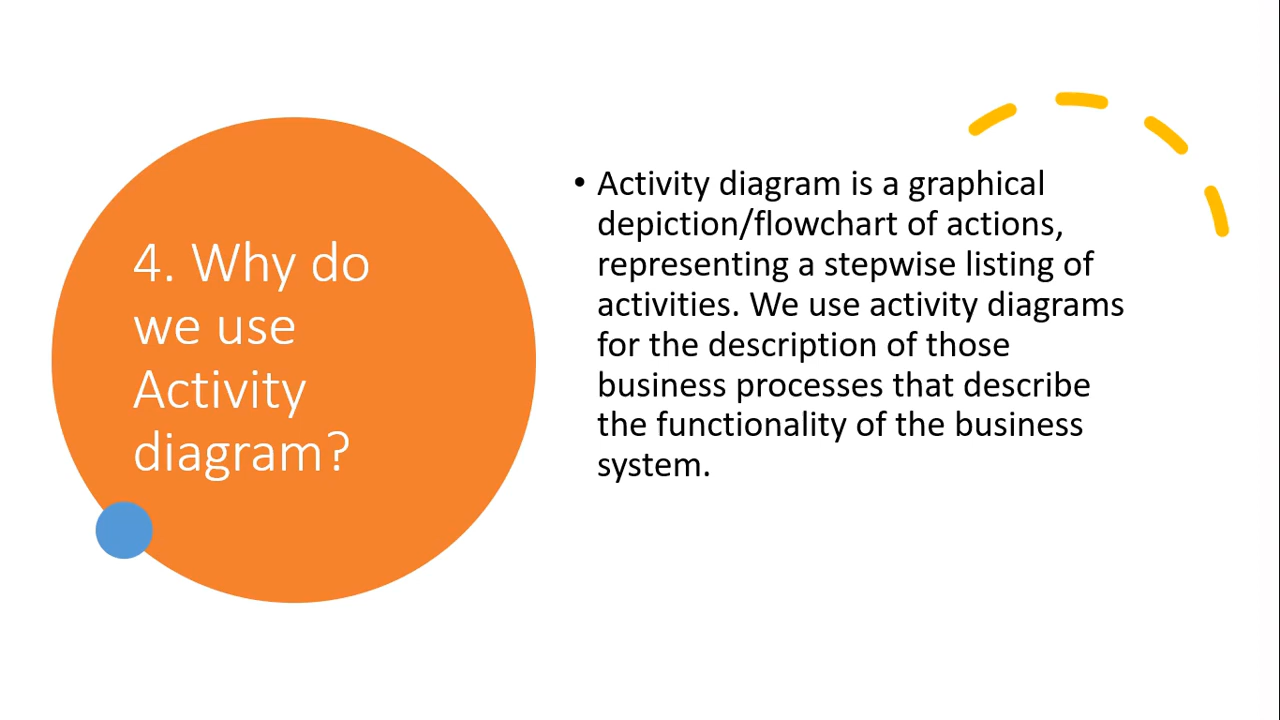 4. Why do
we use
Activity
diagram?
• Activity diagram is a graphical
depiction/flowchart of actions,
representing a stepwise listing of
activities. We use activity diagrams
for the description of those
business processes that describe
the functionality of the business
system.